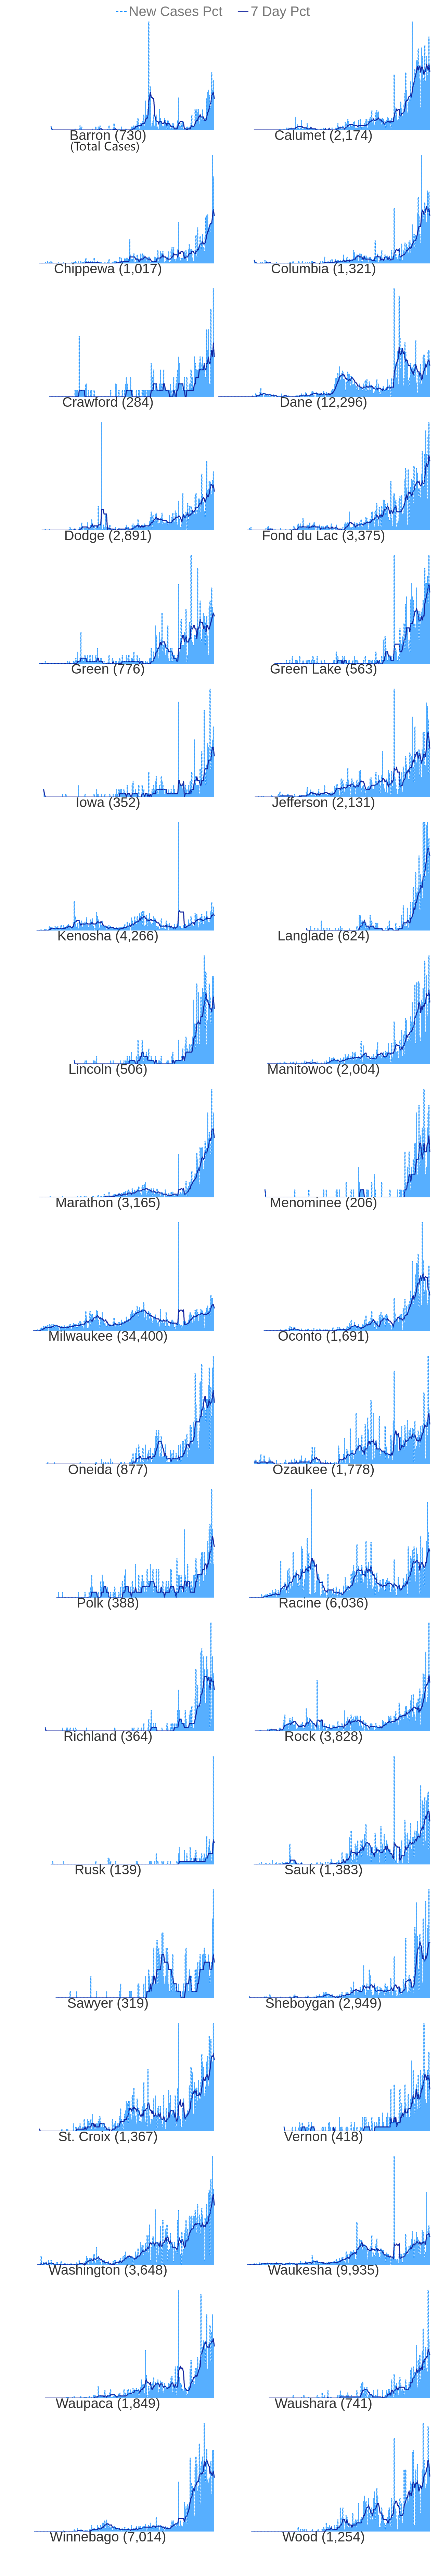 New Cases Pct 7 Day Pct
Barron (730)
(Total Cases)
Calumet (2,174)
Chippewa (1,017)
Columbia (1,321)
Crawford (284)
Dane (12,296)
Dodge (2,891)
Fond du Lac (3,375)
Green (776)
Green Lake (563)
Iowa (352)
Jefferson (2,131)
Kenosha (4,266)
Langlade (624)
Lincoln (506)
Manitowoc (2,004)
Marathon (3,165)
Menominee (206)
Milwaukee (34,400)
Oconto (1,691)
Oneida (877)
Ozaukee (1,778)
Polk (388)
Racine (6,036)
Richland (364)
Rock (3,828)
Rusk (139)
Sauk (1,383)
Sawyer (319)
Sheboygan (2,949)
St. Croix (1,367)
Vernon (418)
Washington (3,648)
Waukesha (9,935)
Waupaca (1,849)
Waushara (741)
Winnebago (7,014)
Wood (1,254)